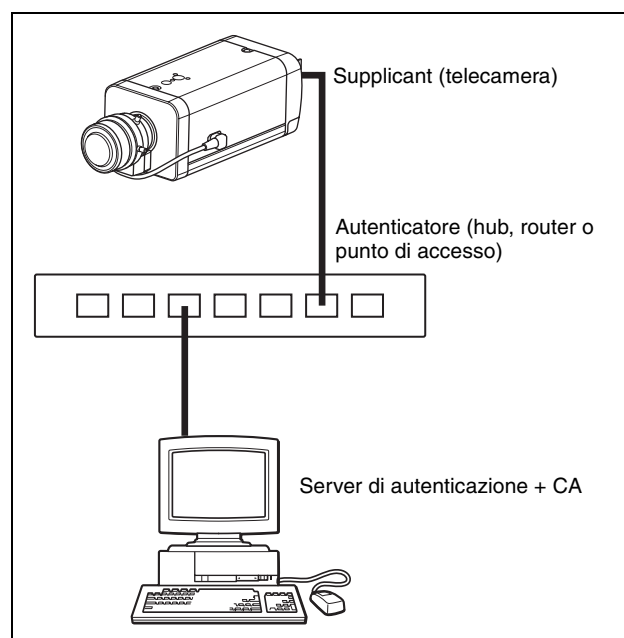 Supplicant (telecamera)
Autenticatore (hub, router o
punto di accesso)
Server di autenticazione + CA